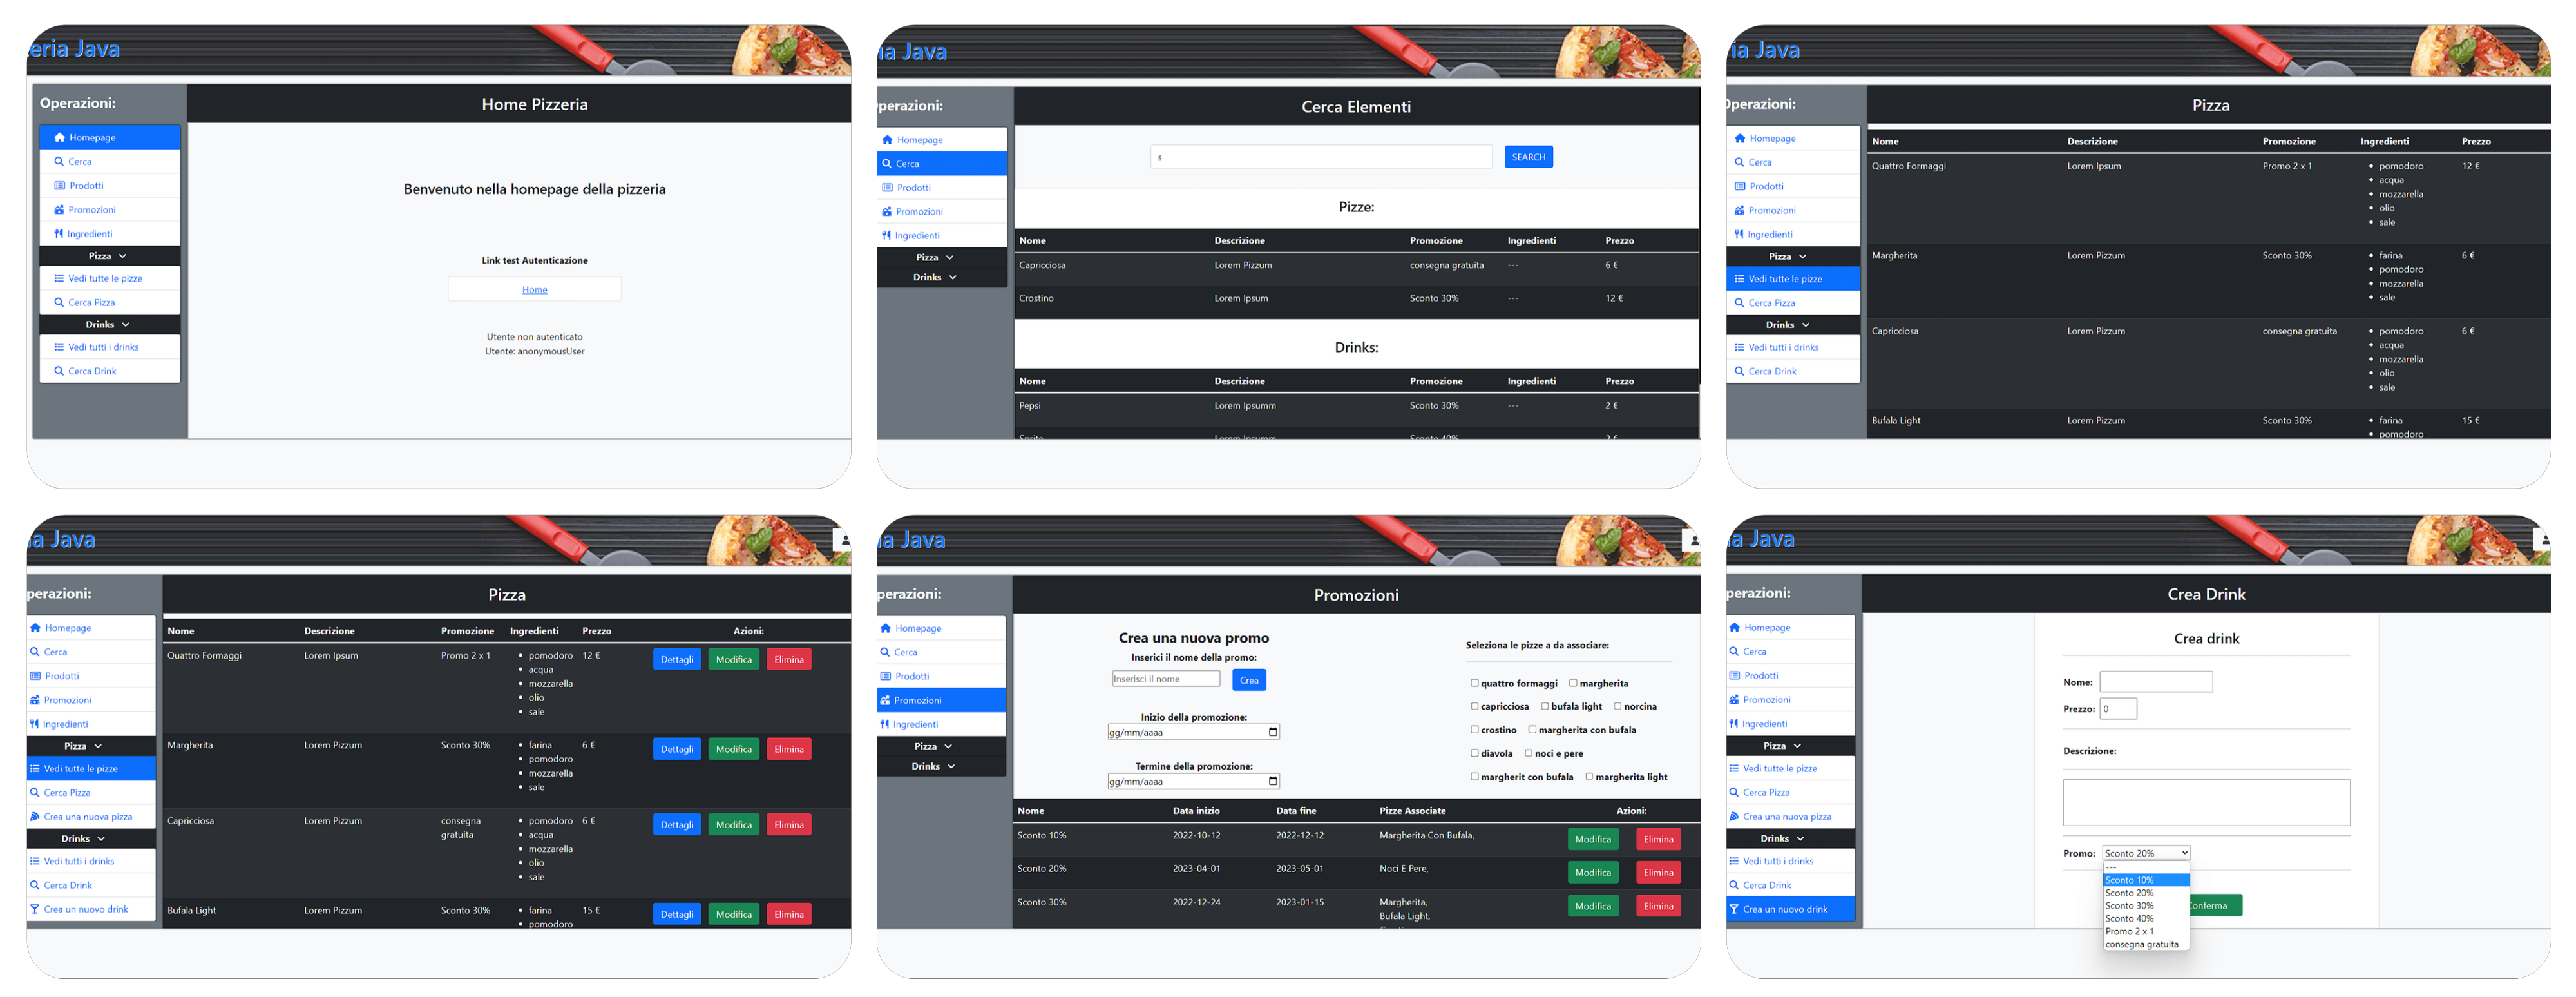 eria Java
Operazioni:
Homepage
Cerca
Prodotti
Promozioni
Ingredienti
Pizza
Vedi tutte le pizze
Cerca Pizza
Drinks
Vedi tutti i drinks
Cerca Drink
Home Pizzeria
Benvenuto nella homepage della pizzeria
Link test Autenticazione
Home
Utente non autenticato
Utente: anonymousUser
ia Java
perazioni:
Homepage
Cerca
Prodotti
Promozioni
Ingredienti
Pizza
Drinks
Cerca Elementi
s SEARCH
Pizze:
Nome Descrizione Promozione Ingredienti Prezzo
Capricciosa Lorem Pizzum consegna gratuita --- 6 €
Crostino Lorem Ipsum Sconto 30% --- 12 €
Drinks:
Nome Descrizione Promozione Ingredienti Prezzo
Pepsi Lorem Ipsumm Sconto 30% --- 2 €
Sprite Lorem Ipsumm Sconto 40% 2 €
ia Java
Operazioni:
Homepage
Cerca
Prodotti
Promozioni
Ingredienti
Pizza
Vedi tutte le pizze
Cerca Pizza
Drinks
Vedi tutti i drinks
Cerca Drink
Pizza
Nome Descrizione Promozione Ingredienti Prezzo
Quattro Formaggi Lorem Ipsum Promo 2 x 1 • pomodoro 12 €
• acqua
• mozzarella
• olio
• sale
Margherita Lorem Pizzum Sconto 30% • farina 6 €
• pomodoro
• mozzarella
• sale
Capricciosa Lorem Pizzum consegna gratuita • pomodoro 6 €
• acqua
• mozzarella
• olio
• sale
Bufala Light Lorem Pizzum Sconto 30% • farina 15 €
• pomodoro
ia Java
perazioni:
Homepage
Cerca
Prodotti
Promozioni
Ingredienti
Pizza
Vedi tutte le pizze
Cerca Pizza
Crea una nuova pizza
Drinks
Vedi tutti i drinks
Cerca Drink
Crea un nuovo drink
Pizza
Nome Descrizione Promozione Ingredienti Prezzo Azioni:
Quattro Formaggi Lorem Ipsum Promo 2 x 1 • pomodoro 12 € Dettagli Modifica Elimina
• acqua
• mozzarella
• olio
• sale
Margherita Lorem Pizzum Sconto 30% • farina 6 € Dettagli Modifica Elimina
• pomodoro
• mozzarella
• sale
Capricciosa Lorem Pizzum consegna • pomodoro 6 € Dettagli Modifica Elimina
gratuita • acqua
• mozzarella
• olio
• sale
Bufala Light Lorem Pizzum Sconto 30% • farina 15 € Dettagli Modifica Elimina
• pomodoro
ia Java
perazioni:
Homepage
Cerca
Prodotti
Promozioni
Ingredienti
Pizza
Drinks
Promozioni
Crea una nuova promo
Inserici il nome della promo:
Inserisci il nome Crea
Inizio della promozione:
gg/mm/aaaa
Termine della promozione:
gg/mm/aaaa
Seleziona le pizze a da associare:
quattro formaggi margherita
capricciosa bufala light norcina
crostino margherita con bufala
diavola noci e pere
margherit con bufala margherita light
Nome Data inizio Data fine Pizze Associate Azioni:
Sconto 10% 2022-10-12 2022-12-12 Margherita Con Bufala, Modifica Elimina
Sconto 20% 2023-04-01 2023-05-01 Noci E Pere, Modifica Elimina
Sconto 30% 2022-12-24 2023-01-15 Margherita, Modifica Elimina
Bufala Light,
ia Java
perazioni:
Homepage
Cerca
Prodotti
Promozioni
Ingredienti
Pizza
Vedi tutte le pizze
Cerca Pizza
Crea una nuova pizza
Drinks
Vedi tutti i drinks
Cerca Drink
Crea un nuovo drink
Crea Drink
Crea drink
Nome:
Prezzo: 0
Descrizione:
Promo: Sconto 20%
---
Sconto 10%
Sconto 20%
Sconto 30%
Sconto 40%
Promo 2 x 1
consegna gratuita
Conferma